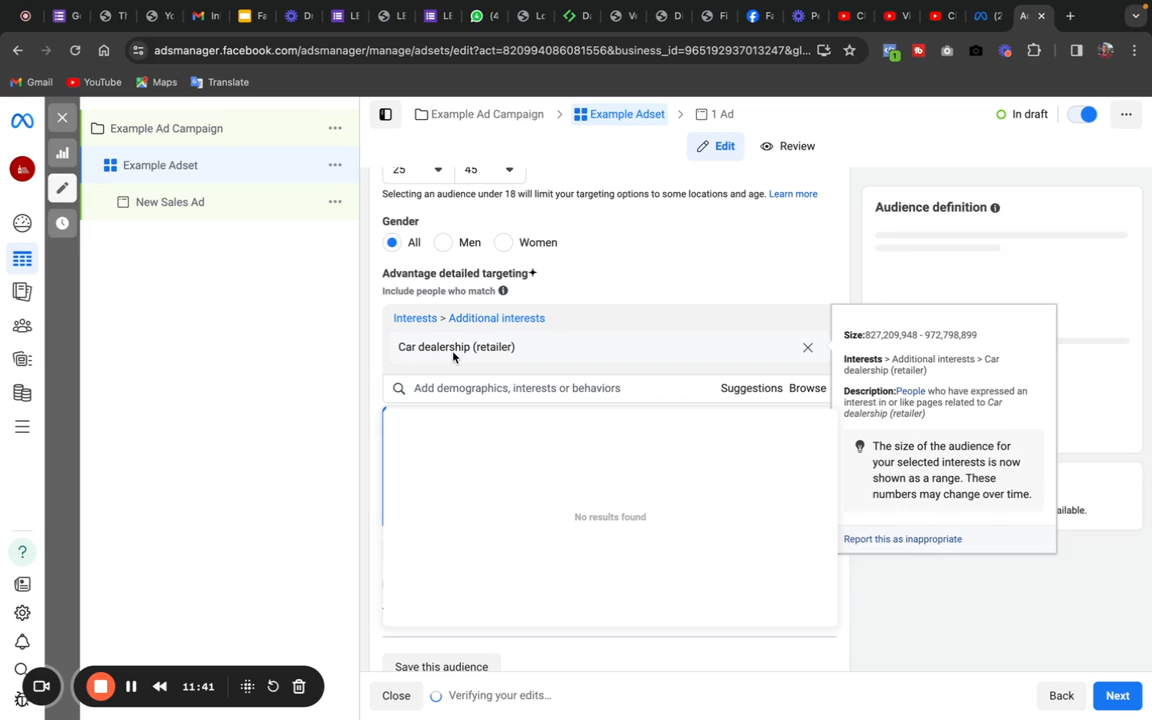 adsmanager.facebook.com/adsmanager/manage/adsets/edit?act=820994086081556&business_id=965192937013247&gl...
Gmail
YouTube
Maps
Translate
Example Ad Campaign
Example Adset
New Sales Ad
Example Ad Campaign
Example Adset
1 Ad
In draft
Edit
Review
25
45
Selecting an audience under 18 will limit your targeting options to some locations and age. Learn more
Gender
All
Men
Women
Advantage detailed targeting+
Include people who match
Interests > Additional interests
Car dealership (retailer)
Add demographics, interests or behaviors
Suggestions
Browse
No results found
Save this audience
Close
Verifying your edits...
Back
Next
Audience definition
Size:827,209,948 - 972,798,899
Interests > Additional interests > Car
dealership (retailer)
Description:People who have expressed an
interest in or like pages related to Car
dealership (retailer)
The size of the audience for
your selected interests is now
shown as a range. These
numbers may change over time.
Report this as inappropriate
ailable.
11:41